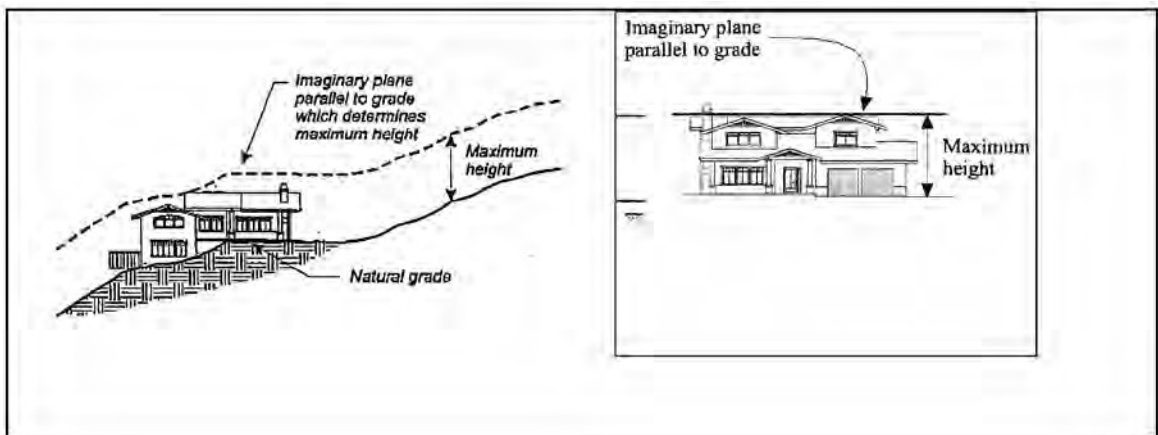 Imaginary plane
parallel to grade
which determines
maximum height
Maximum
height
Natural grade
Imaginary plane
parallel to grade
Maximum
height